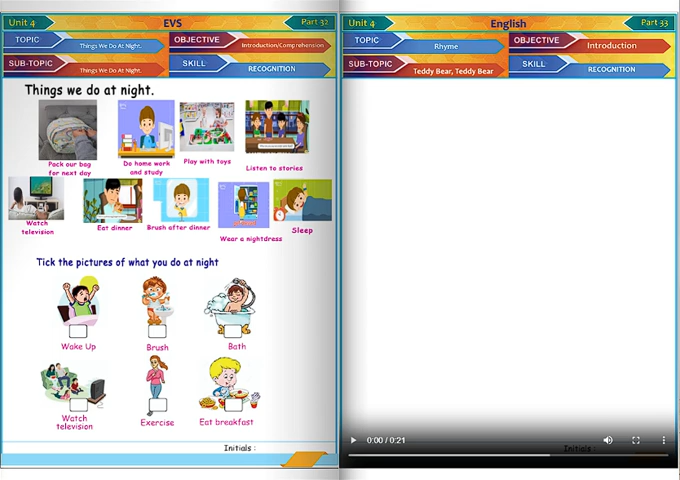 Unit 4
EVS
Part 32
TOPIC
Things We Do At Night.
OBJECTIVE
Introduction/Comprehension
SUB-TOPIC
Things We Do At Night.
SKILL
RECOGNITION
Things we do at night.
Pack our bag
for next day
Do home work
and study
Play with toys
Listen to stories
Watch
television
Eat dinner
Brush after dinner
Wear a nightdress
Sleep
Tick the pictures of what you do at night
Wake Up
Brush
Bath
Watch
television
Exercise
Eat breakfast
Initials :
Unit 4
English
Part 33
TOPIC
Rhyme
OBJECTIVE
Introduction
SUB-TOPIC
Teddy Bear, Teddy Bear
SKILL
RECOGNITION
0:00 / 0:21
Initials :